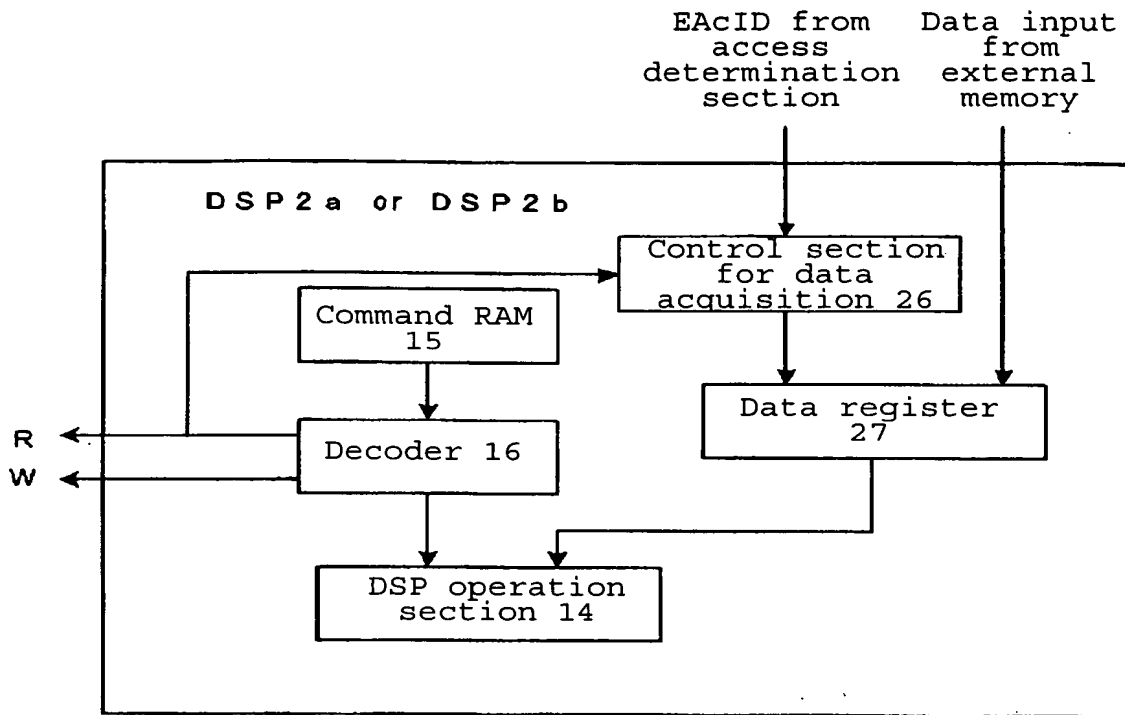 EAcID from
access
determination
section
Data input
from
external
memory
DSP2a or DSP2b
Control section
for data
acquisition 26
Command RAM
15
Data register
27
R
Decoder 16
W
DSP operation
section 14